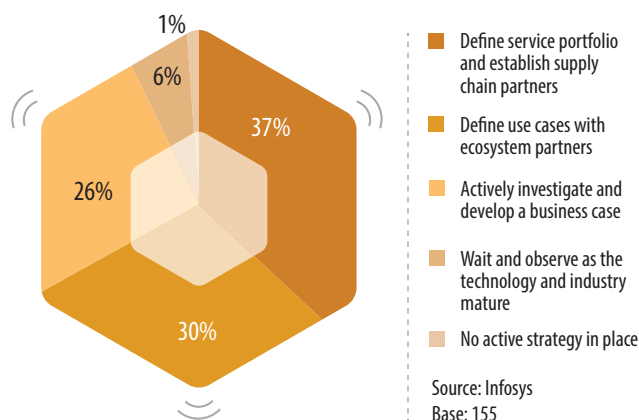 1%
6%
37%
26%
30%
Define service portfolio
and establish supply
chain partners
Define use cases with
ecosystem partners
Actively investigate and
develop a business case
Wait and observe as the
technology and industry
mature
No active strategy in place
Source: Infosys
Base: 155